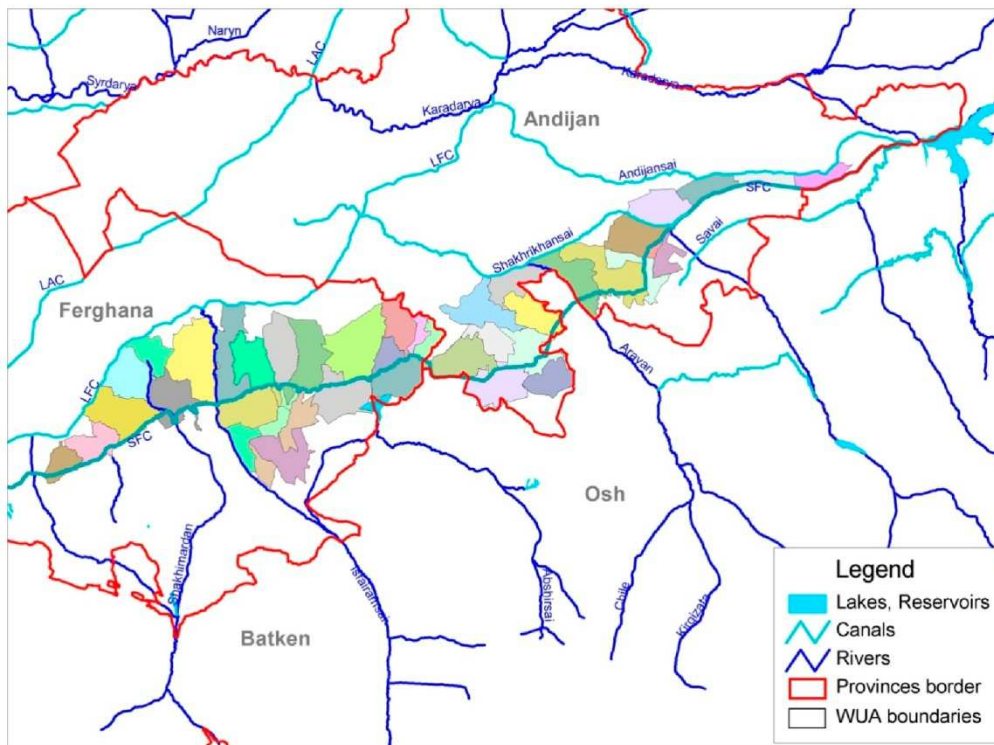 Naryn
LAC
Syrdarya
Karadarya
Karadarya
Andijan
LFC
Andijansai
SFC
Savai
Shakhrikhansai
LAC
Ferghana
LFC
SFC
Aravan
Osh
Shakhimardan
Isfairamsai
Abshirsai
Chile
Kirgizata
Batken
Legend
Lakes, Reservoirs
Canals
Rivers
Provinces border
WUA boundaries